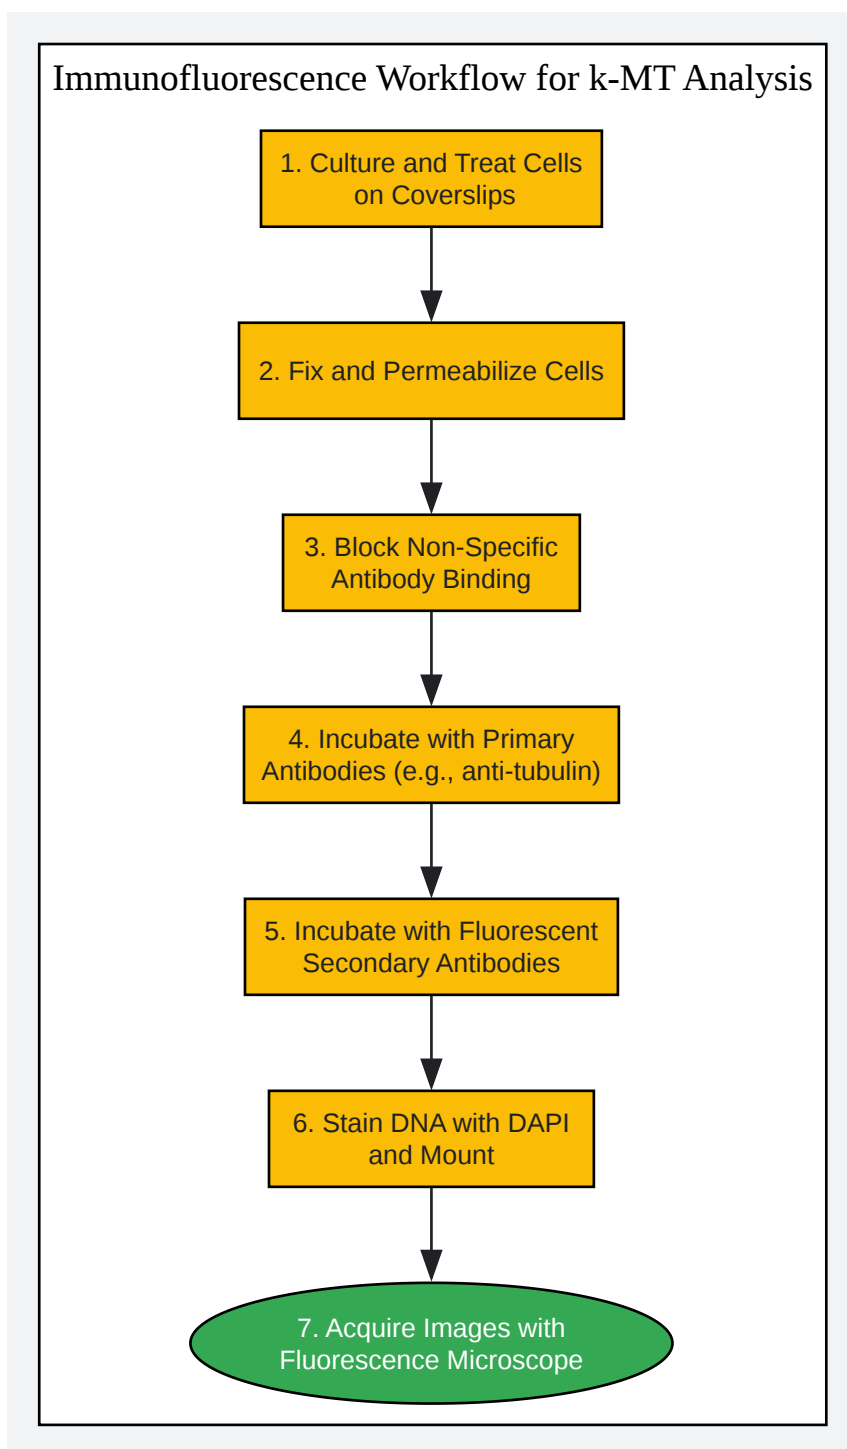 Immunofluorescence Workflow for k-MT Analysis
1. Culture and Treat Cells
on Coverslips
2. Fix and Permeabilize Cells
3. Block Non-Specific
Antibody Binding
4. Incubate with Primary
Antibodies (e.g., anti-tubulin)
5. Incubate with Fluorescent
Secondary Antibodies
6. Stain DNA with DAPI
and Mount
7. Acquire Images with
Fluorescence Microscope